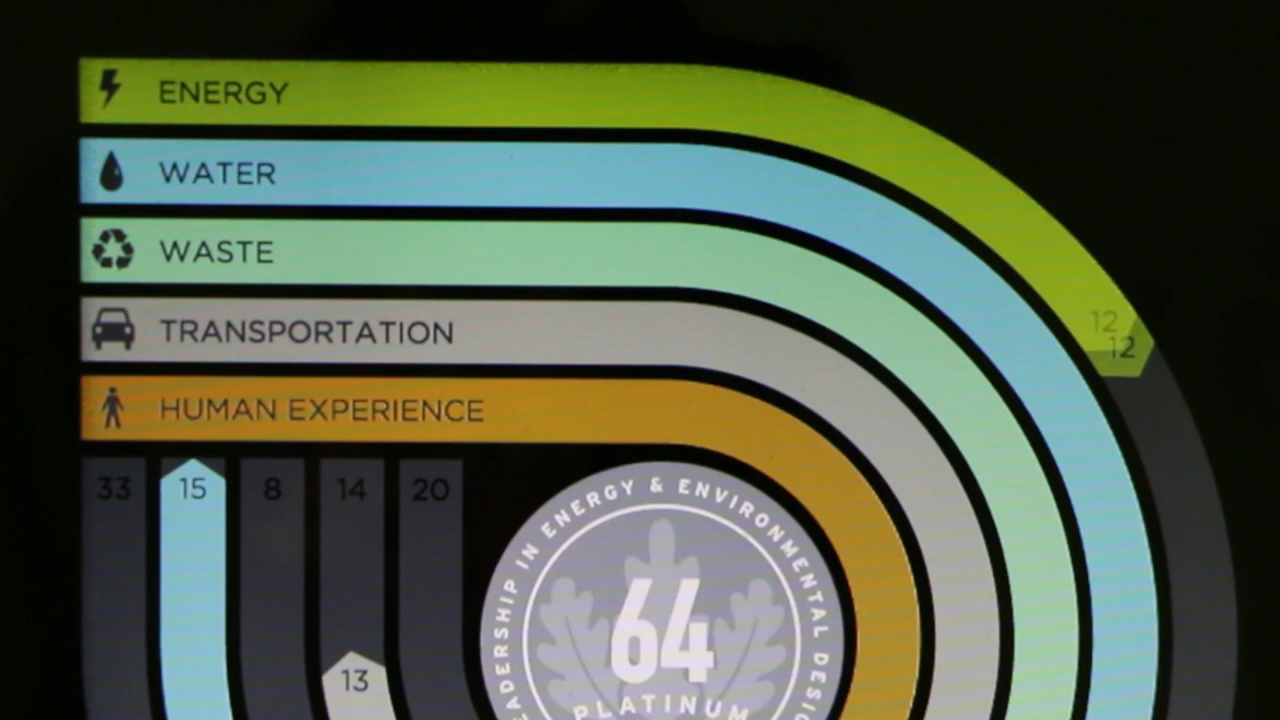 ENERGY
WATER
WASTE
TRANSPORTATION
HUMAN EXPERIENCE
12
12
33 15 8 14 20
13
LEADERSHIP IN ENERGY & ENVIRONMENTAL DESIGN
64
PLATINUM